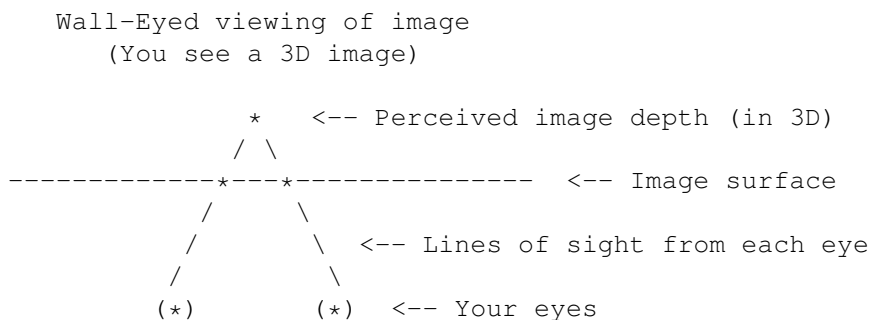 Wall-Eyed viewing of image
(You see a 3D image)
* <-- Perceived image depth (in 3D)
/ \
-------------*---*--------------- <-- Image surface
/ \
/ \ <-- Lines of sight from each eye
/ \
(*) (*) <-- Your eyes